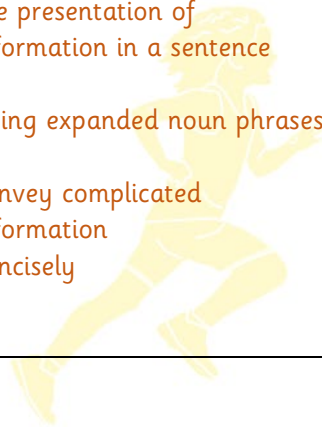 e presentation of
formation in a sentence
ing expanded noun phrases
nvey complicated
formation
ncisely